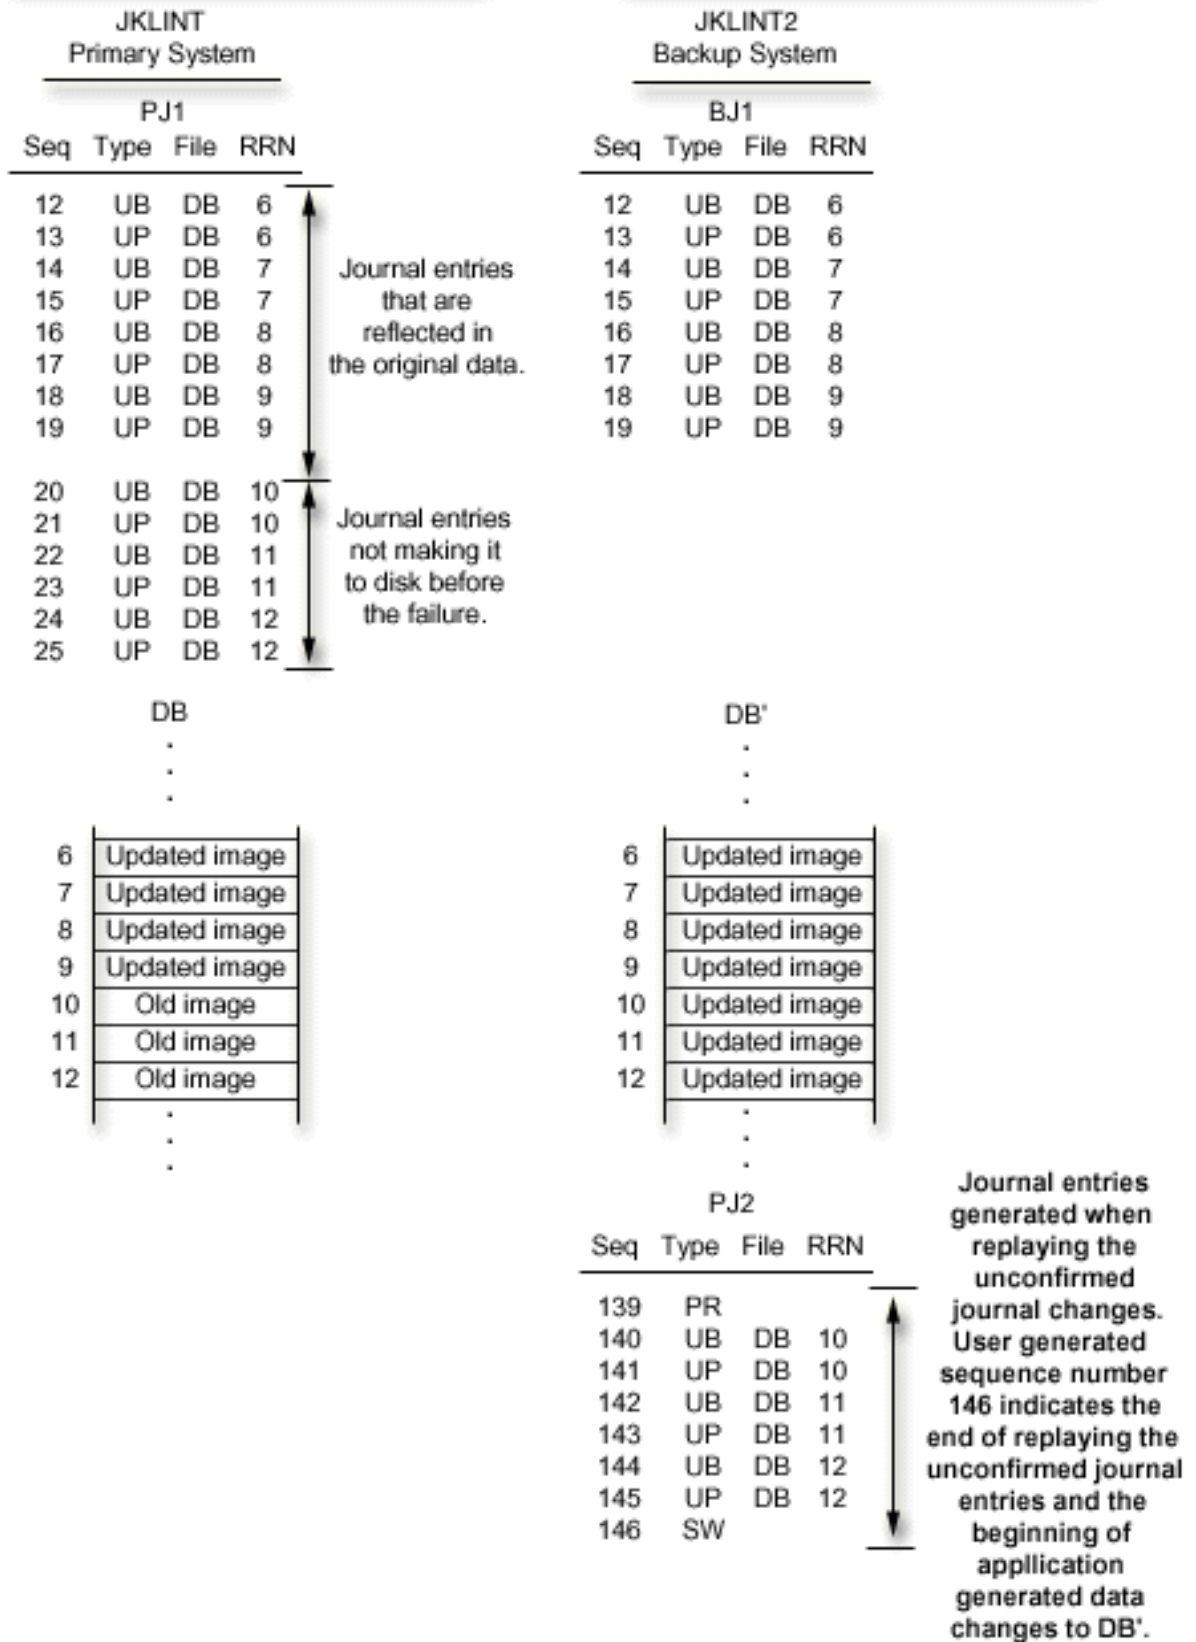 JKLINT
Primary System
PJ1
Seq Type File RRN
12 UB DB 6
13 UP DB 6
14 UB DB 7
15 UP DB 7
16 UB DB 8
17 UP DB 8
18 UB DB 9
19 UP DB 9
Journal entries
that are
reflected in
the original data.
20 UB DB 10
21 UP DB 10
22 UB DB 11
23 UP DB 11
24 UB DB 12
25 UP DB 12
Journal entries
not making it
to disk before
the failure.
JKLINT2
Backup System
BJ1
Seq Type File RRN
12 UB DB 6
13 UP DB 6
14 UB DB 7
15 UP DB 7
16 UB DB 8
17 UP DB 8
18 UB DB 9
19 UP DB 9
DB
.
.
.
6 Updated image
7 Updated image
8 Updated image
9 Updated image
10 Old image
11 Old image
12 Old image
.
.
.
DB'
.
.
.
6 Updated image
7 Updated image
8 Updated image
9 Updated image
10 Updated image
11 Updated image
12 Updated image
.
.
.
PJ2
Seq Type File RRN
139 PR
140 UB DB 10
141 UP DB 10
142 UB DB 11
143 UP DB 11
144 UB DB 12
145 UP DB 12
146 SW
Journal entries
generated when
replaying the
unconfirmed
journal changes.
User generated
sequence number
146 indicates the
end of replaying the
unconfirmed journal
entries and the
beginning of
appllication
generated data
changes to DB'.